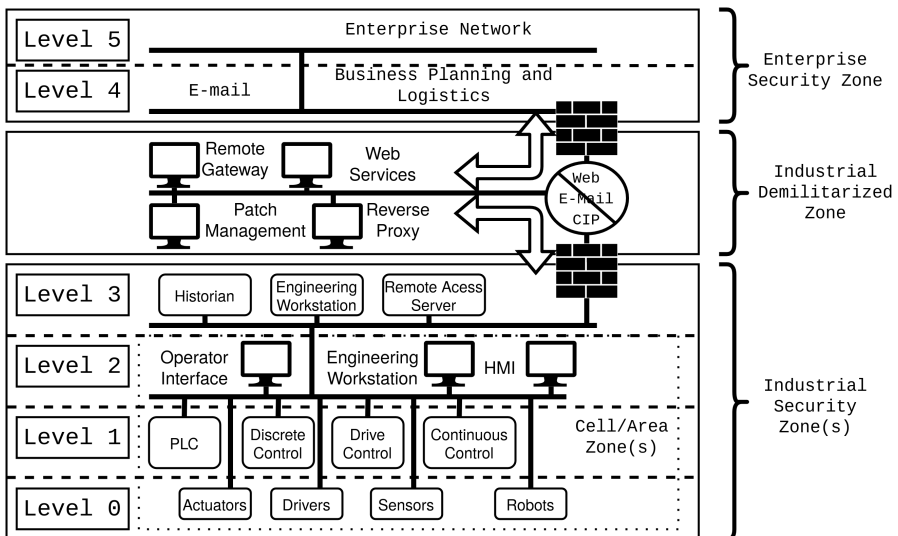 Level 5
Enterprise Network
Level 4
E-mail
Business Planning and
Logistics
Enterprise
Security Zone
Remote
Gateway
Web
Services
Patch
Management
Reverse
Proxy
Web
E-Mail
CIP
Industrial
Demilitarized
Zone
Level 3
Historian
Engineering
Workstation
Remote Acess
Server
Level 2
Operator
Interface
Engineering
Workstation
HMI
Level 1
PLC
Discrete
Control
Drive
Control
Continuous
Control
Cell/Area
Zone(s)
Level 0
Actuators
Drivers
Sensors
Robots
Industrial
Security
Zone(s)